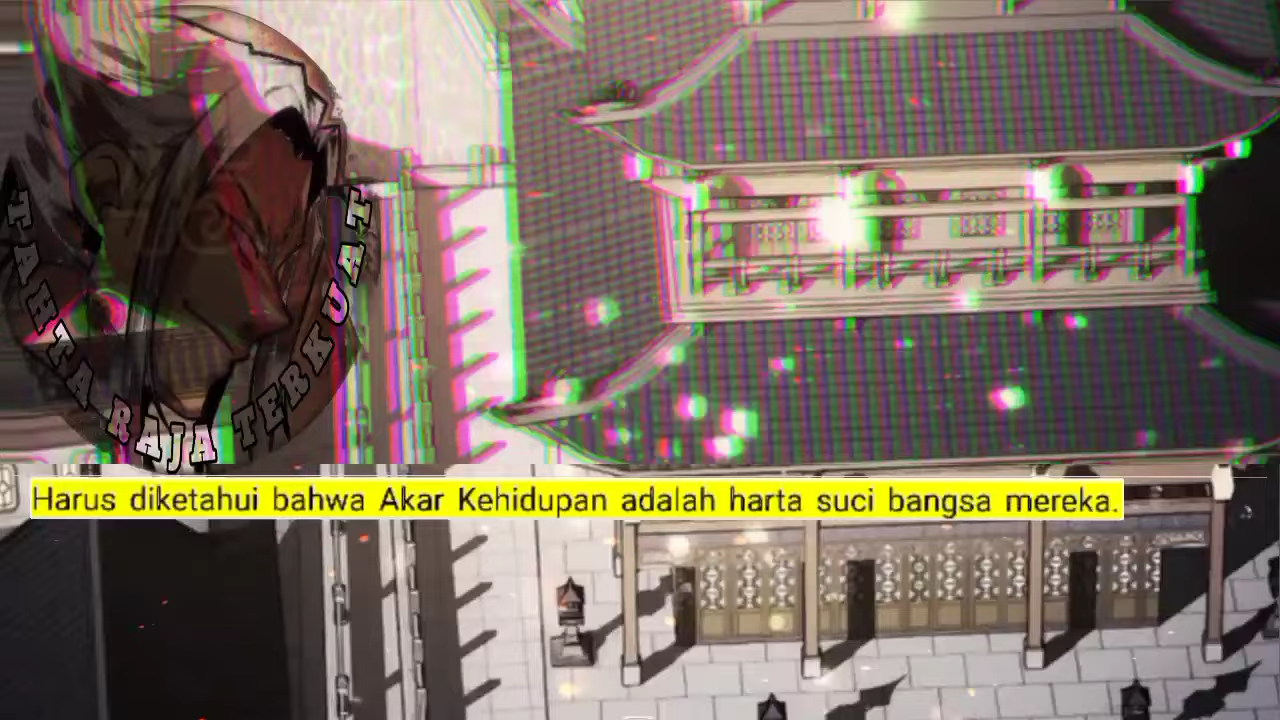 TAHTA RAJA TERKUAT
Harus diketahui bahwa Akar Kehidupan adalah harta suci bangsa mereka.